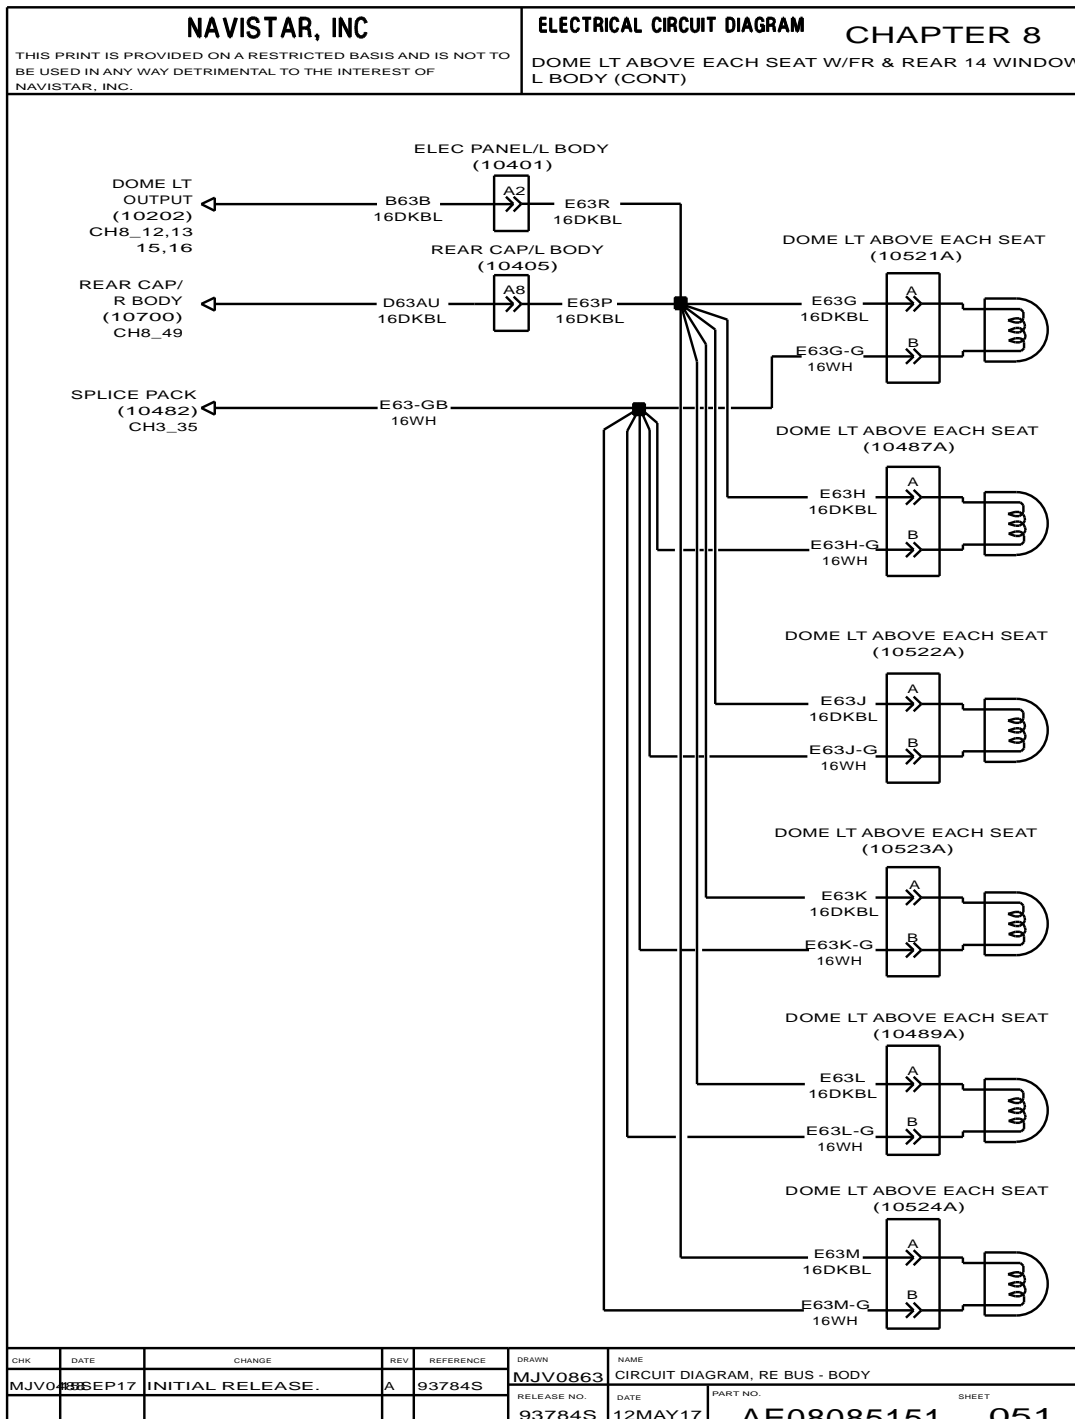 NAVISTAR, INC
THIS PRINT IS PROVIDED ON A RESTRICTED BASIS AND IS NOT TO
BE USED IN ANY WAY DETRIMENTAL TO THE INTEREST OF
NAVISTAR, INC.
ELECTRICAL CIRCUIT DIAGRAM
CHAPTER 8
DOME LT ABOVE EACH SEAT W/FR & REAR 14 WINDOW
L BODY (CONT)
ELEC PANEL/L BODY
(10401)
DOME LT
OUTPUT
(10202)
CH8_12,13
15,16
B63B
16DKBL
A2
E63R
16DKBL
REAR CAP/L BODY
(10405)
REAR CAP/
R BODY
(10700)
CH8_49
D63AU
16DKBL
A8
E63P
16DKBL
SPLICE PACK
(10482)
CH3_35
E63-GB
16WH
DOME LT ABOVE EACH SEAT
(10521A)
E63G
16DKBL
A
E63G-G
16WH
B
DOME LT ABOVE EACH SEAT
(10487A)
E63H
16DKBL
A
E63H-G
16WH
B
DOME LT ABOVE EACH SEAT
(10522A)
E63J
16DKBL
A
E63J-G
16WH
B
DOME LT ABOVE EACH SEAT
(10523A)
E63K
16DKBL
A
E63K-G
16WH
B
DOME LT ABOVE EACH SEAT
(10489A)
E63L
16DKBL
A
E63L-G
16WH
B
DOME LT ABOVE EACH SEAT
(10524A)
E63M
16DKBL
A
E63M-G
16WH
B
CHK DATE CHANGE REV REFERENCE
INITIAL RELEASE. A 93784S
DRAWN
MJV0863
NAME
CIRCUIT DIAGRAM, RE BUS - BODY
RELEASE NO.
93784S
DATE
12MAY17
PART NO.
AE08085151
SHEET
051